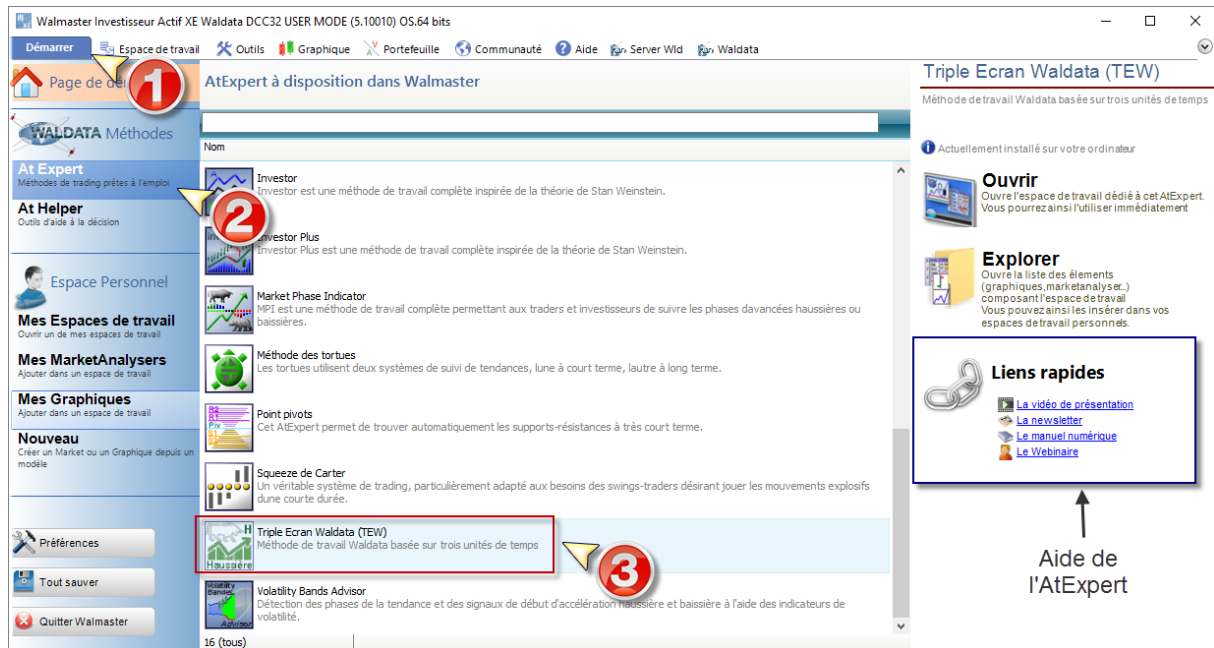 Walmaster Investisseur Actif XE Waldata DCC32 USER MODE (5.10010) OS.64 bits
Démarrer Espace de travail Outils Graphique Portefeuille Communauté Aide Server Wld Waldata
Page de
1
WALDATA Méthodes
At Expert
Méthodes de trading prêtes à l'emploi
2
At Helper
Outils d'aide à la décision
Espace Personnel
Mes Espaces de travail
Ouvrir un de mes espaces de travail
Mes MarketAnalysers
Ajouter dans un espace de travail
Mes Graphiques
Ajouter dans un espace de travail
Nouveau
Créer un Market ou un Graphique depuis un
modèle
Préférences
Tout sauver
Quitter Walmaster
AtExpert à disposition dans Walmaster
Nom
Investor
Investor est une méthode de travail complète inspirée de la théorie de Stan Weinstein.
Investor Plus
Investor Plus est une méthode de travail complète inspirée de la théorie de Stan Weinstein.
Market Phase Indicator
MPI est une méthode de travail complète permettant aux traders et investisseurs de suivre les phases davancées haussières ou
baissières.
Méthode des tortues
Les tortues utilisent deux systèmes de suivi de tendances, lune à court terme, lautre à long terme.
R2
R1
Piv
S1
S2
Point pivots
Cet AtExpert permet de trouver automatiquement les supports-résistances à très court terme.
Squeeze de Carter
Un véritable système de trading, particulièrement adapté aux besoins des swings-traders désirant jouer les mouvements explosifs
dune courte durée.
H
Haussière
Triple Ecran Waldata (TEW)
Méthode de travail Waldata basée sur trois unités de temps
3
Volatility
Bandes
Advisor
Volatility Bands Advisor
Détection des phases de la tendance et des signaux de début d'accélération haussière et baissière à l'aide des indicateurs de
volatilité.
16 (tous)
Triple Ecran Waldata (TEW)
Méthode de travail Waldata basée sur trois unités de temps
Actuellement installé sur votre ordinateur
Ouvrir
Ouvre l'espace de travail dédié à cet AtExpert.
Vous pourrez ainsi l'utiliser immédiatement
Explorer
Ouvre la liste des élements
(graphiques,marketanalyser..)
composant l'espace de travail
Vous pouvez ainsi les insérer dans vos
espaces de travail personnels.
Liens rapides
La vidéo de présentation
La newsletter
Le manuel numérique
Le Webinaire
Aide de
l'AtExpert